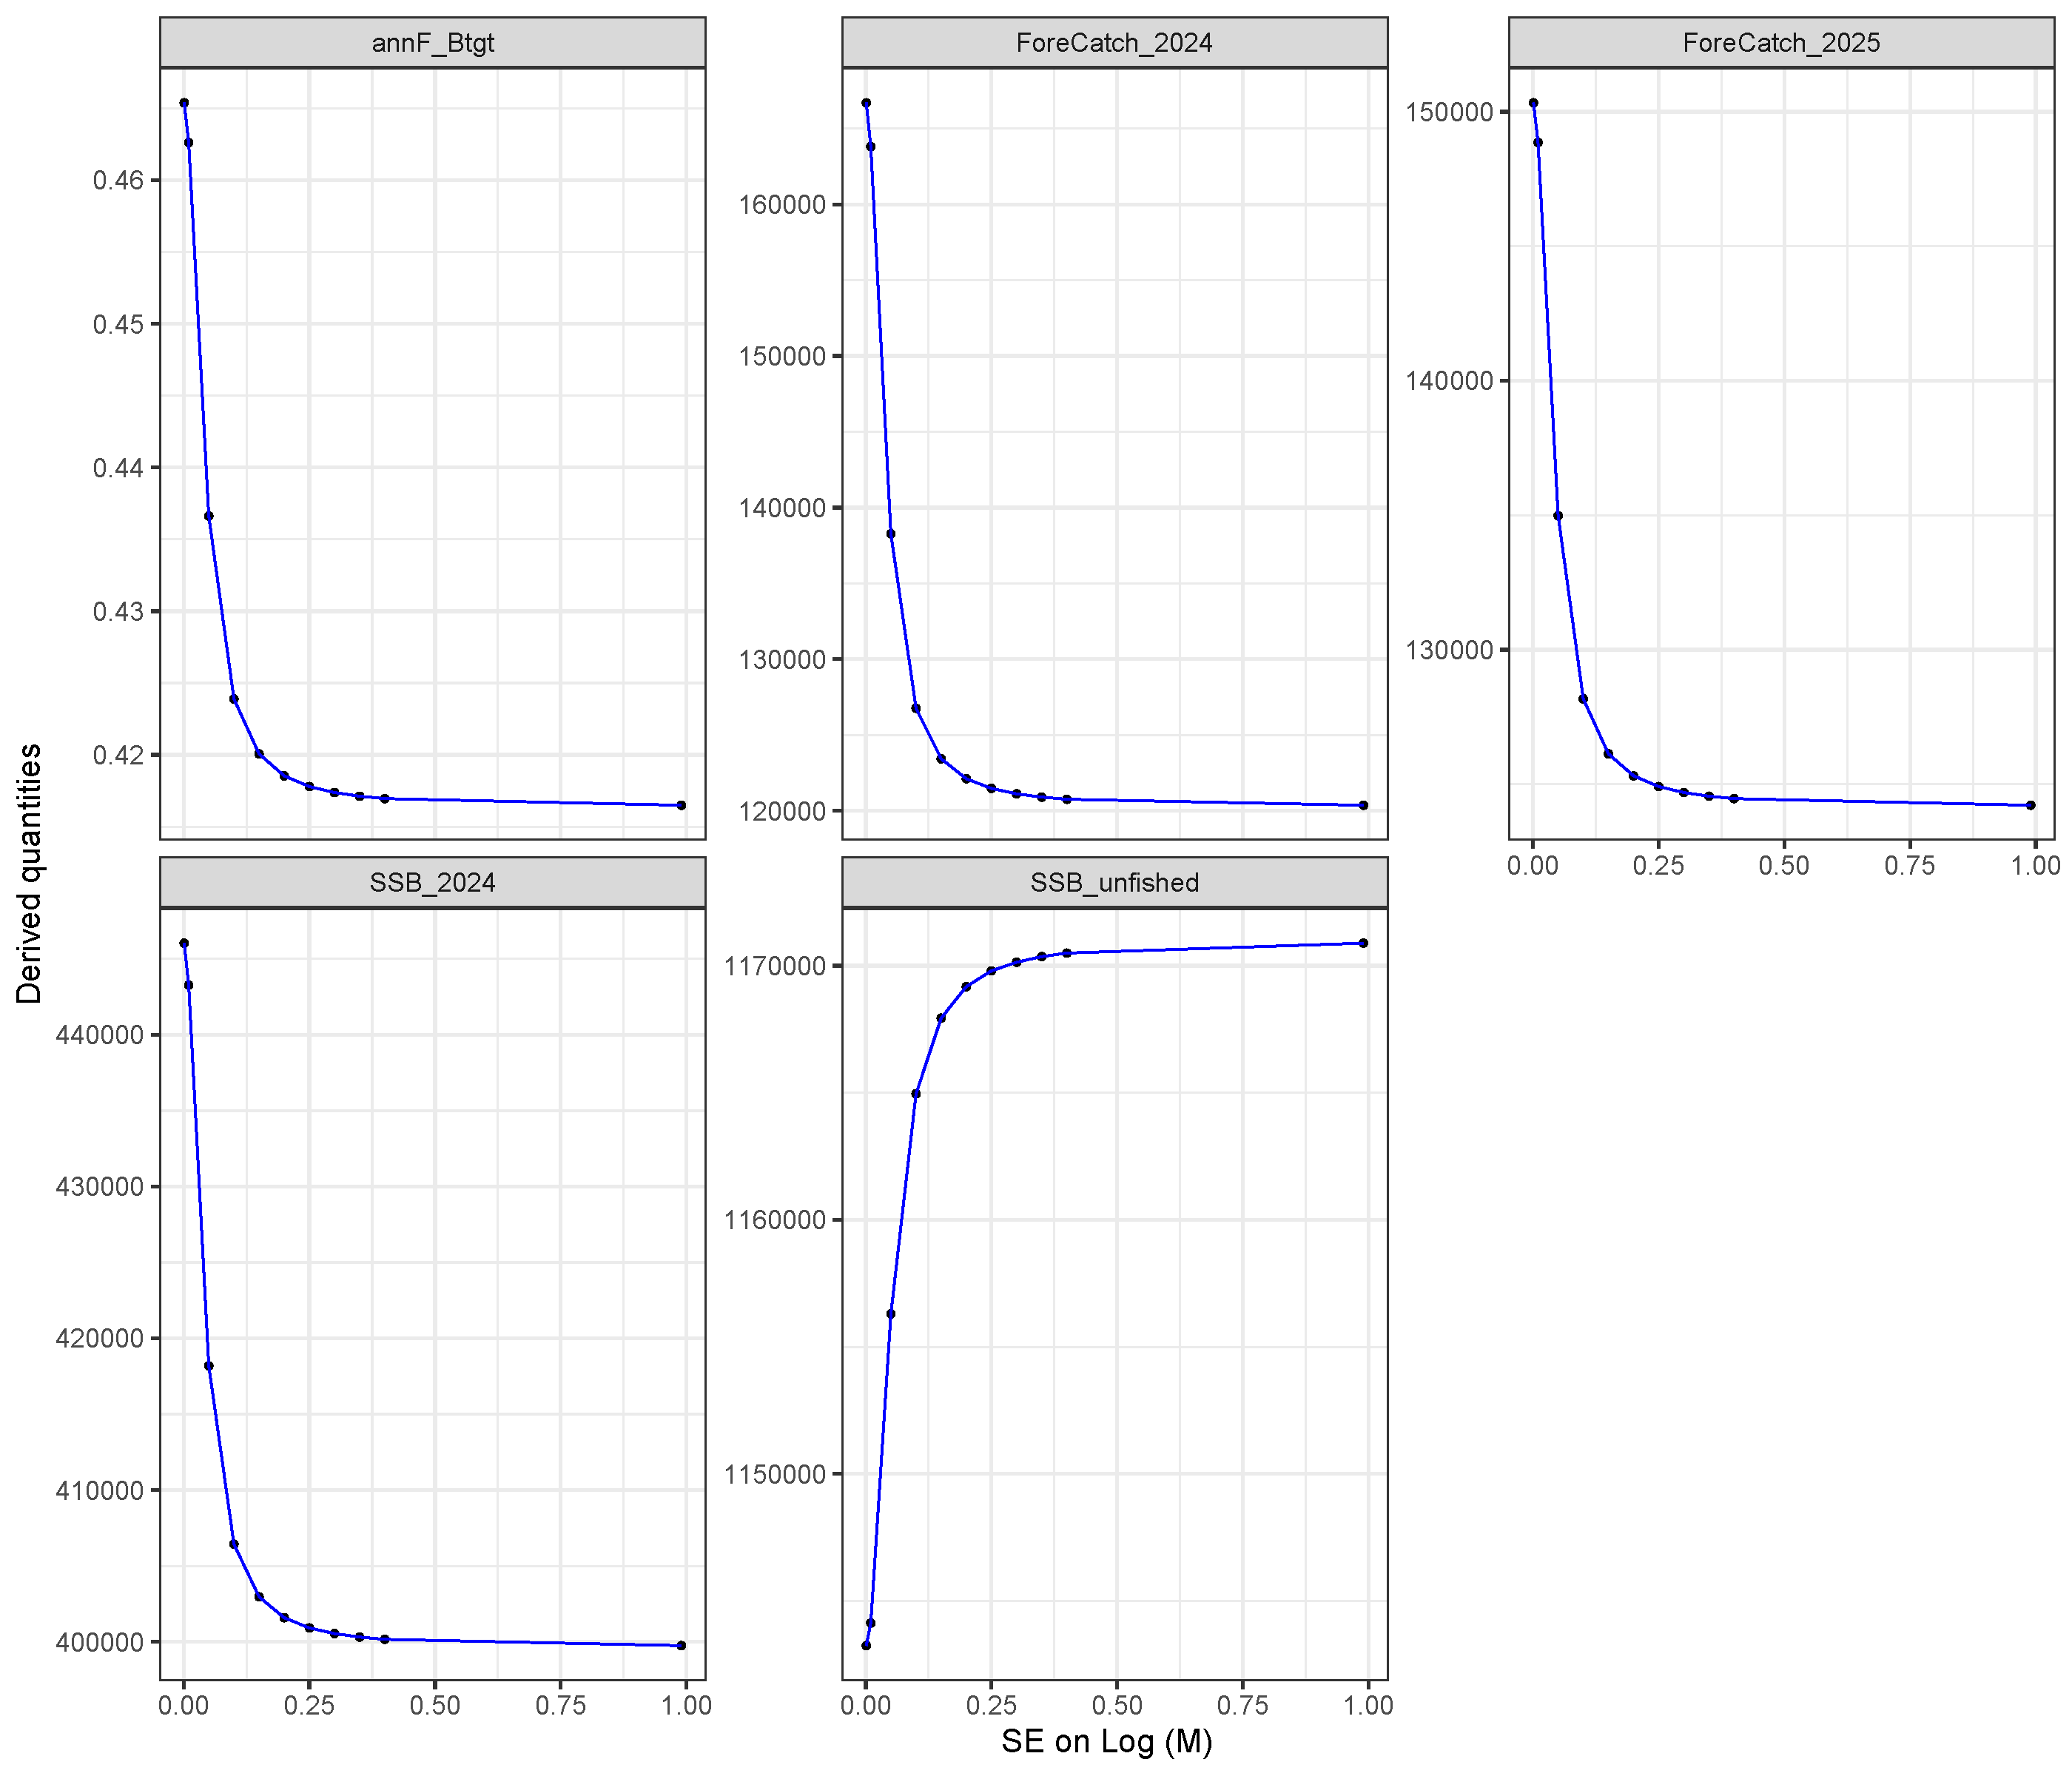 annF_Btgt
ForeCatch_2024
ForeCatch_2025
0.46
0.45
0.44
0.43
0.42
160000
150000
140000
130000
120000
150000
140000
130000
0.00 0.25 0.50 0.75 1.00
Derived quantities
SSB_2024
SSB_unfished
440000
430000
420000
410000
400000
1170000
1160000
1150000
0.00 0.25 0.50 0.75 1.00
0.00 0.25 0.50 0.75 1.00
SE on Log (M)